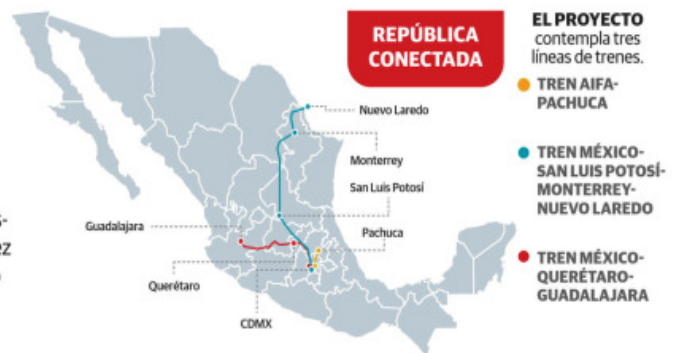 REPÚBLICA
CONECTADA
EL PROYECTO
contempla tres
líneas de trenes.
TREN AIFA-
PACHUCA
TREN MÉXICO-
SAN LUIS POTOSÍ-
MONTERREY-
NUEVO LAREDO
TREN MÉXICO-
QUERÉTARO-
GUADALAJARA
Nuevo Laredo
Monterrey
San Luis Potosí
Pachuca
Guadalajara
Querétaro
CDMX